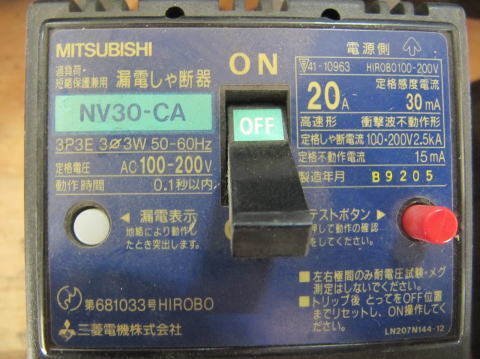 MITSUBISHI
過負荷・
短絡保護兼用 漏電しゃ断器
NV30-CA
3P3E 3ø3W 50-60Hz
定格電圧 AC100-200V
動作時間 0.1秒以内
ON
OFF
電源側
41-10963 HIROBO100-200V
定格感度電流
20A 30mA
高速形 衝撃波不動作形
定格しゃ断電流 100-200V2.5kA
定格不動作電流 15mA
製造年月 B9205
◀漏電表示
地絡により動作し
たとき突出します。
テストボタン▶
押して動作の確認
をしてください。
■左右極間のみ耐電圧試験・メグ
測定はしないでください。
■トリップ後 とってをOFF位置
までリセットし、ON操作してく
ださい。
第681033号HIROBO
三菱電機株式会社
LN207N144-12